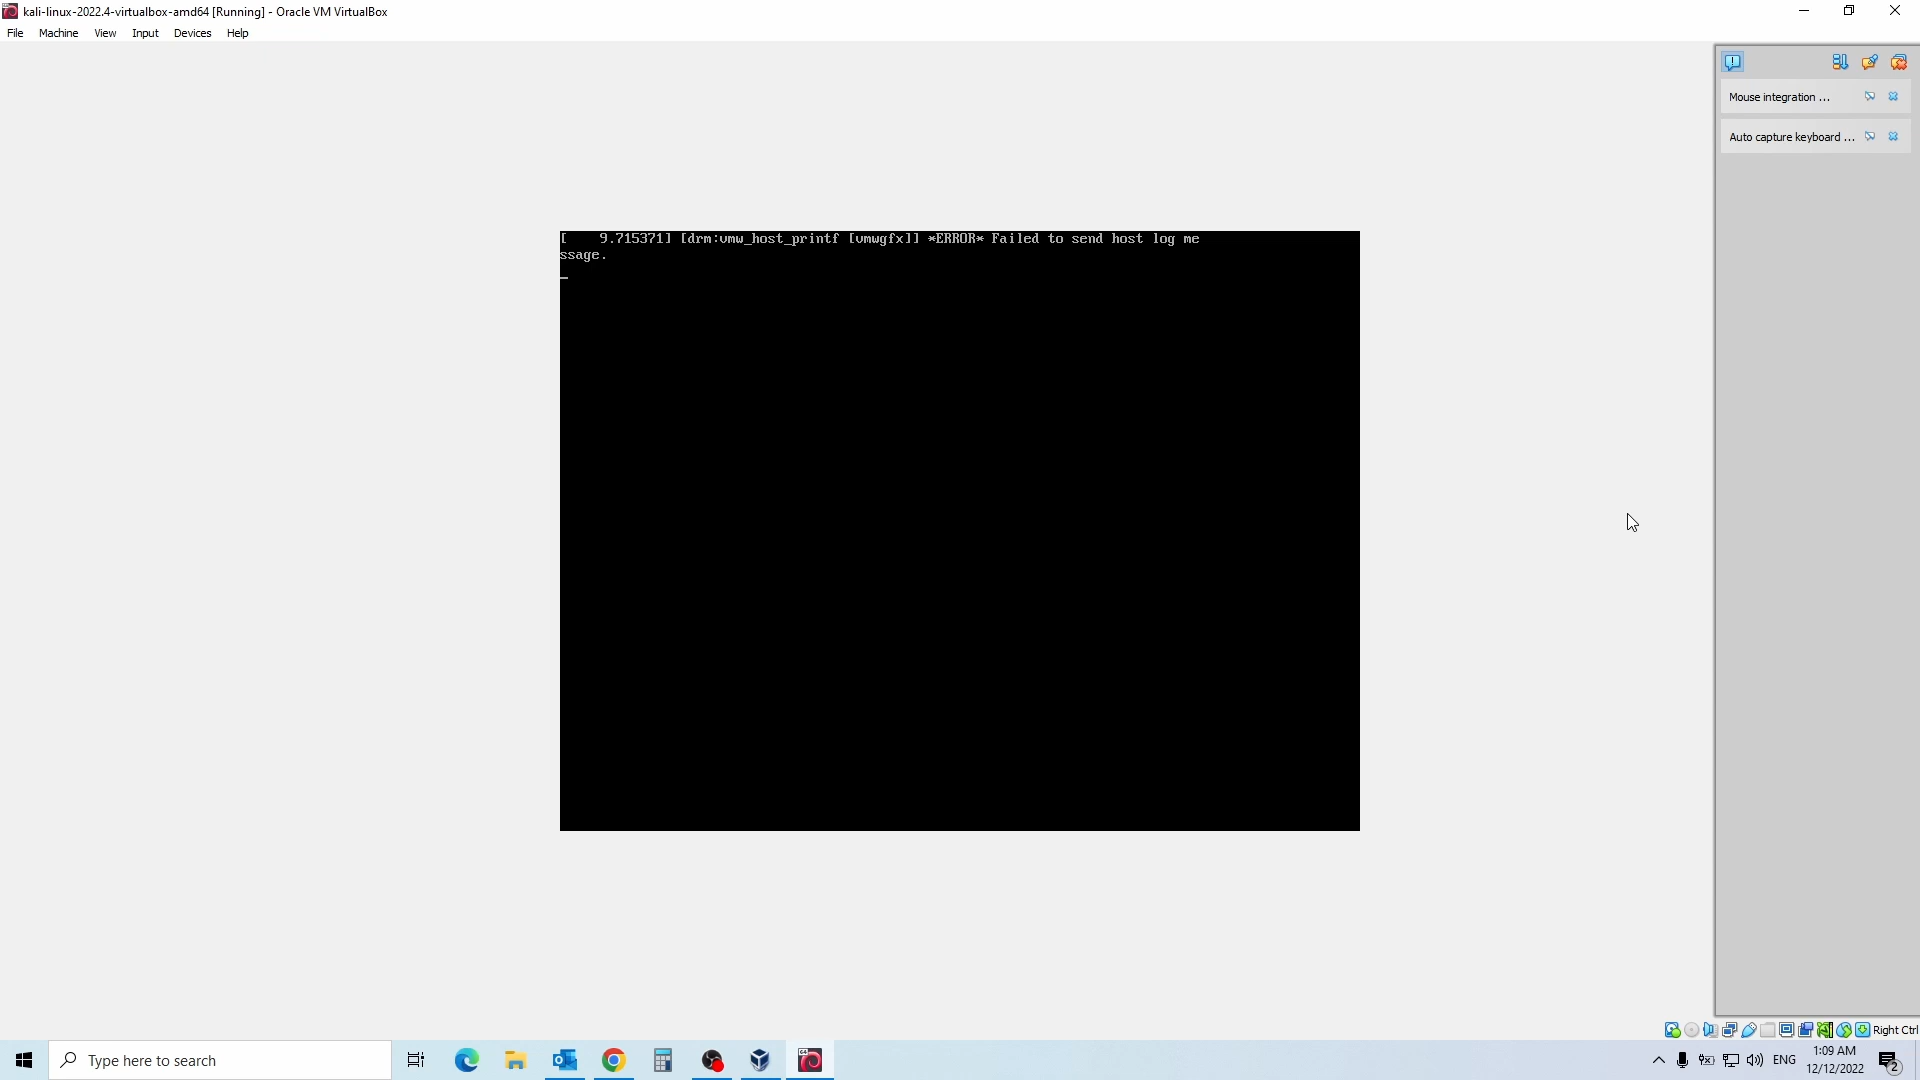 kali-linux-2022.4-virtualbox-amd64 [Running] - Oracle VM VirtualBox
File Machine View Input Devices Help
Mouse integration ...
Auto capture keyboard ...
[    9.715371] [drm:vmw_host_printf [vmwgfx]] *ERROR* Failed to send host log me
ssage.
_
Right Ctrl
Type here to search
64
ENG
1:09 AM
12/12/2022
2